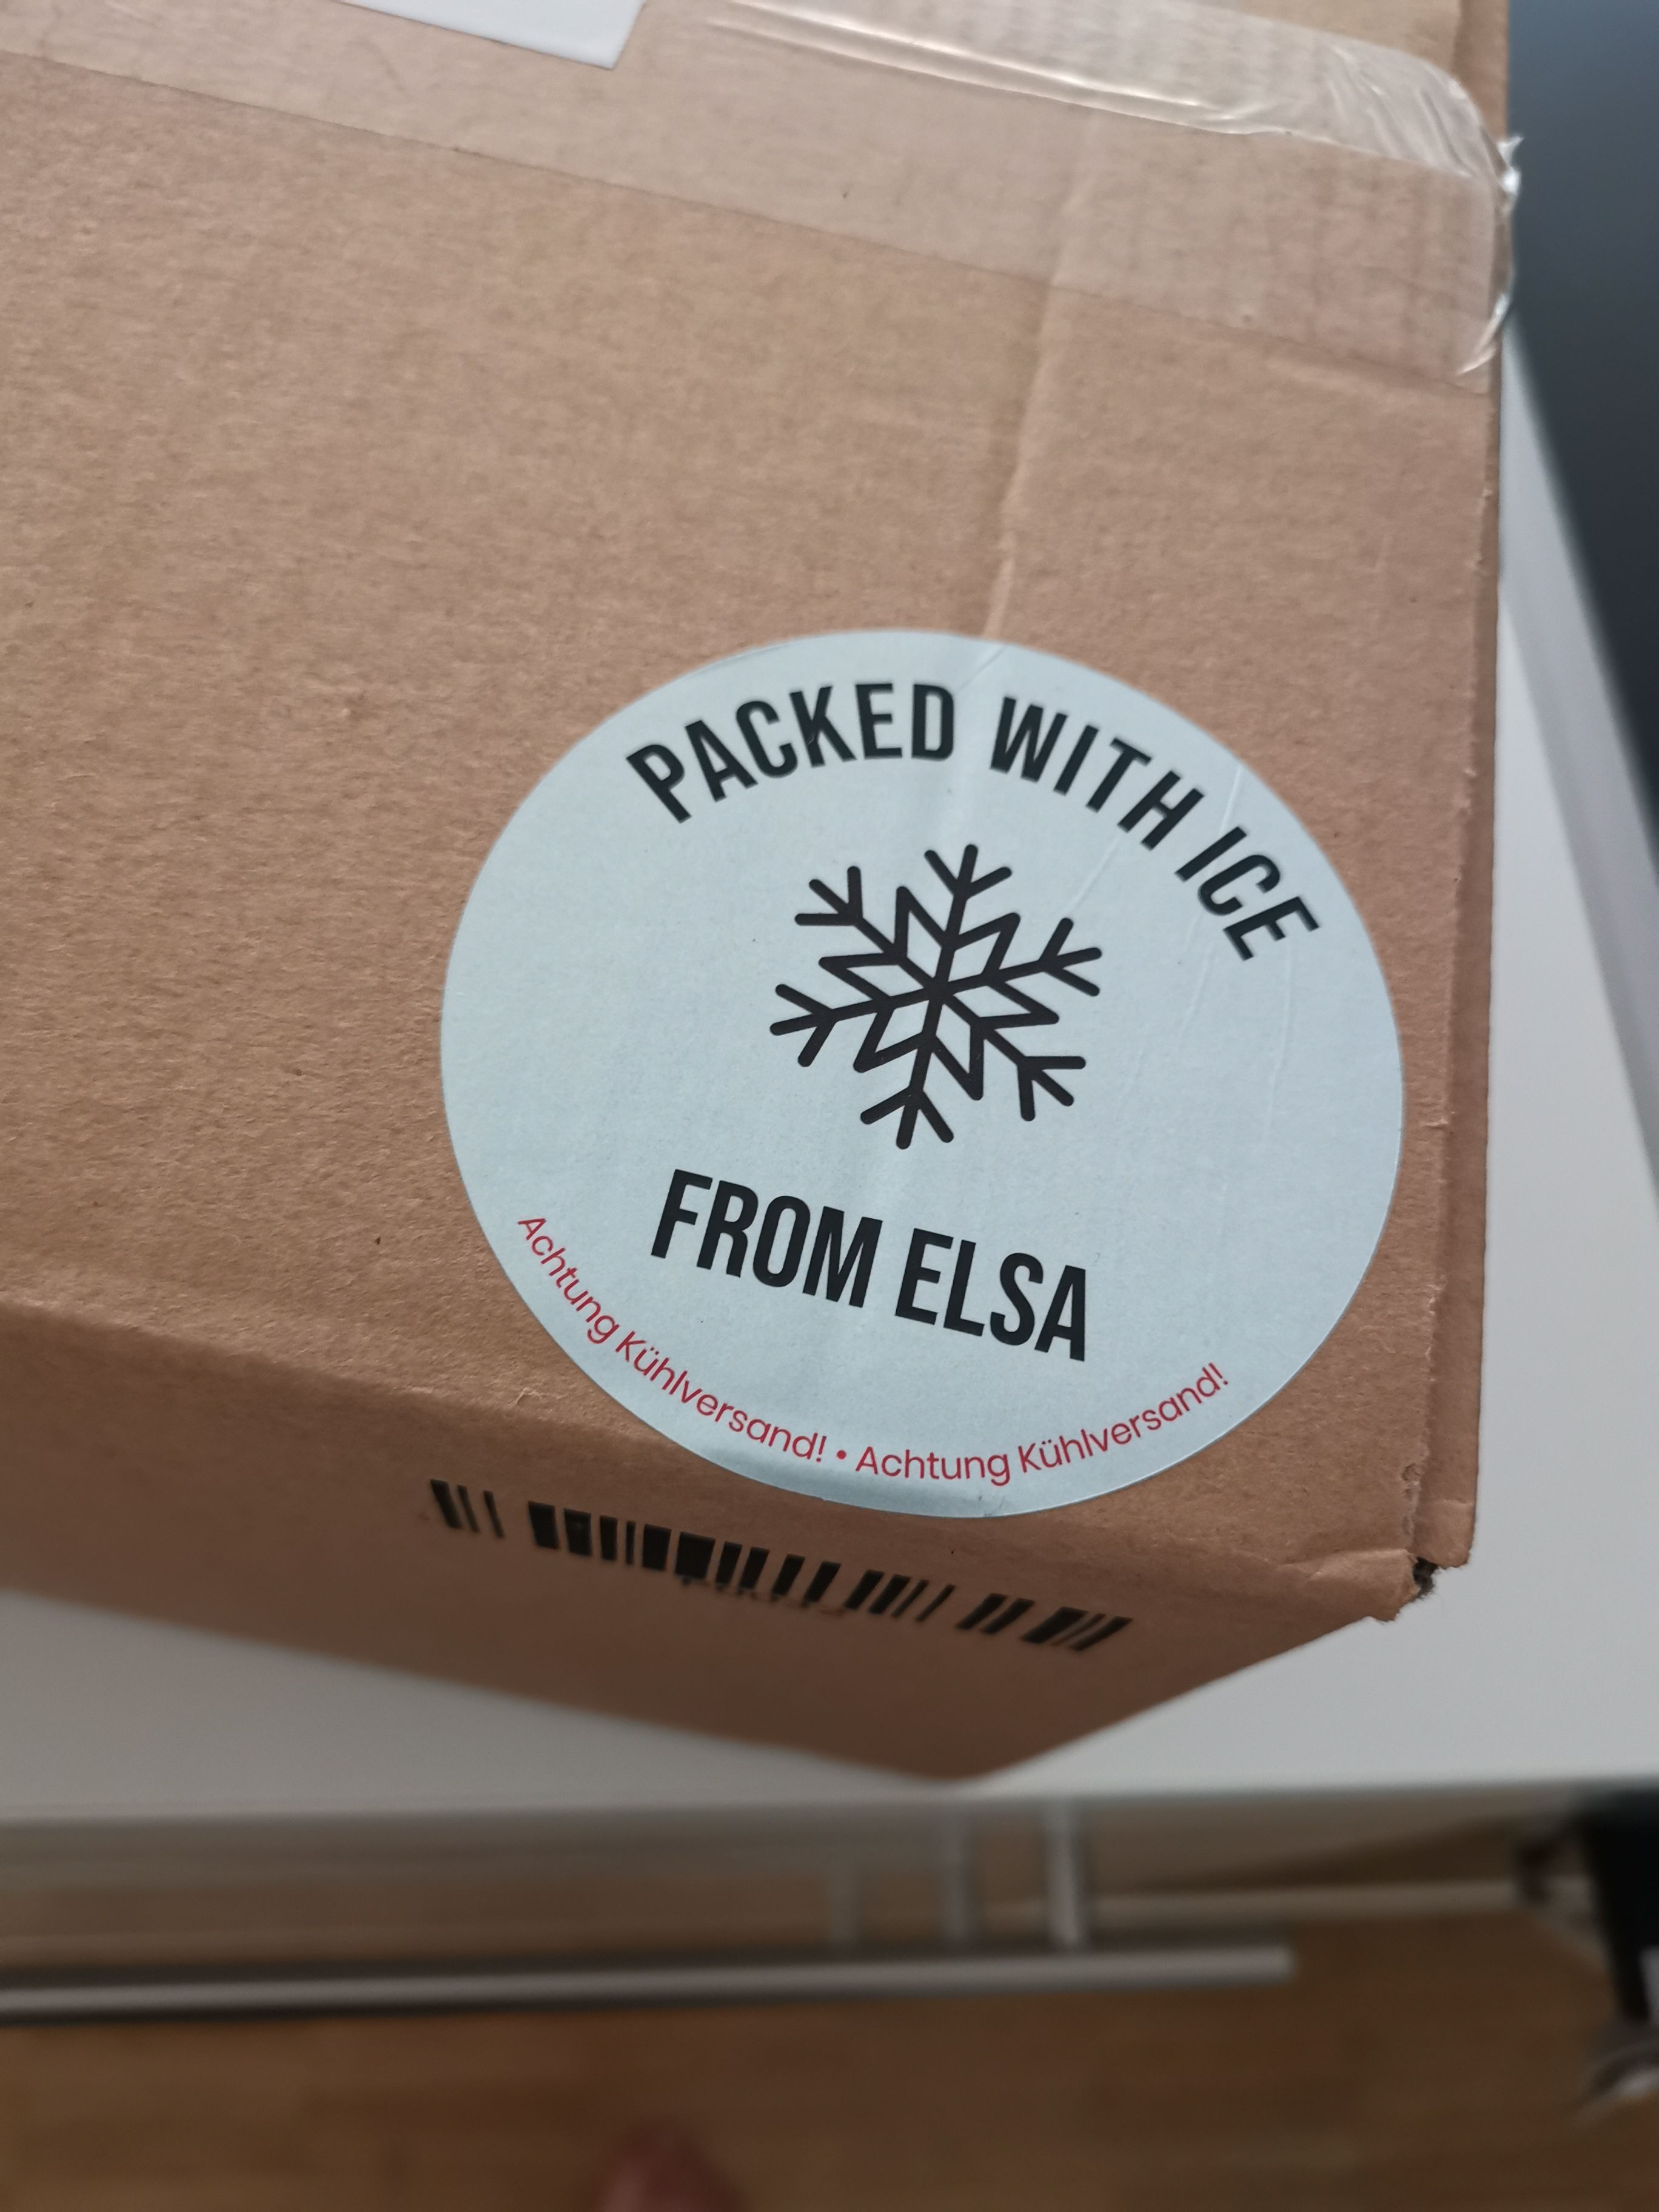 PACKED WITH ICE
FROM ELSA
Achtung Kühlversand! • Achtung Kühlversand!